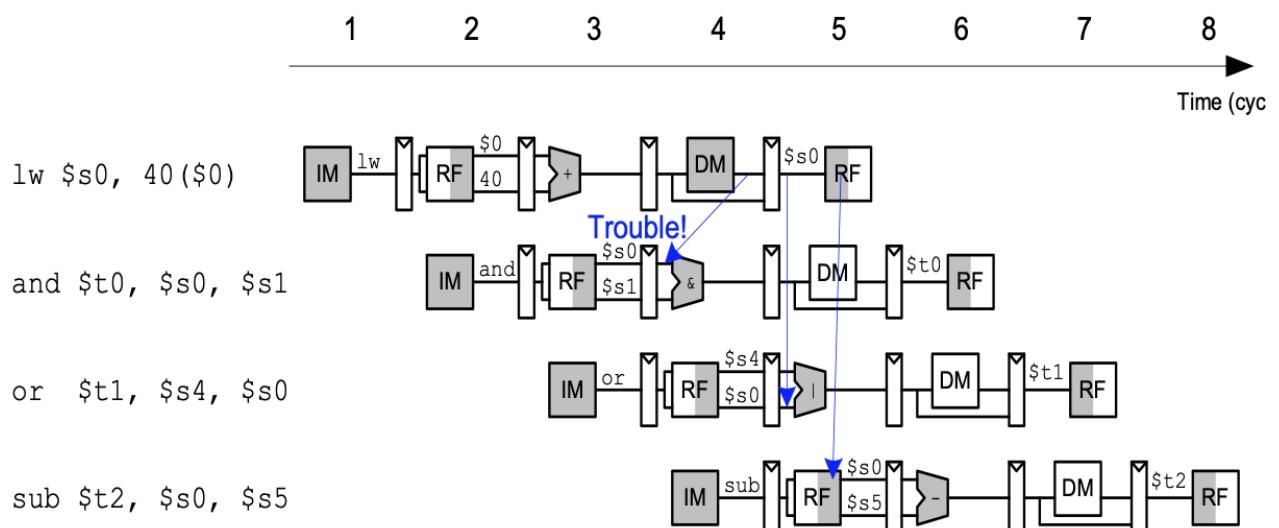 1 2 3 4 5 6 7 8
Time (cyc
lw $s0, 40($0) IM lw RF $0 40 + DM $s0 RF
Trouble!
and $t0, $s0, $s1 IM and RF $s0 $s1 & DM $t0 RF
or $t1, $s4, $s0 IM or RF $s4 $s0 | DM $t1 RF
sub $t2, $s0, $s5 IM sub RF $s0 $s5 - DM $t2 RF